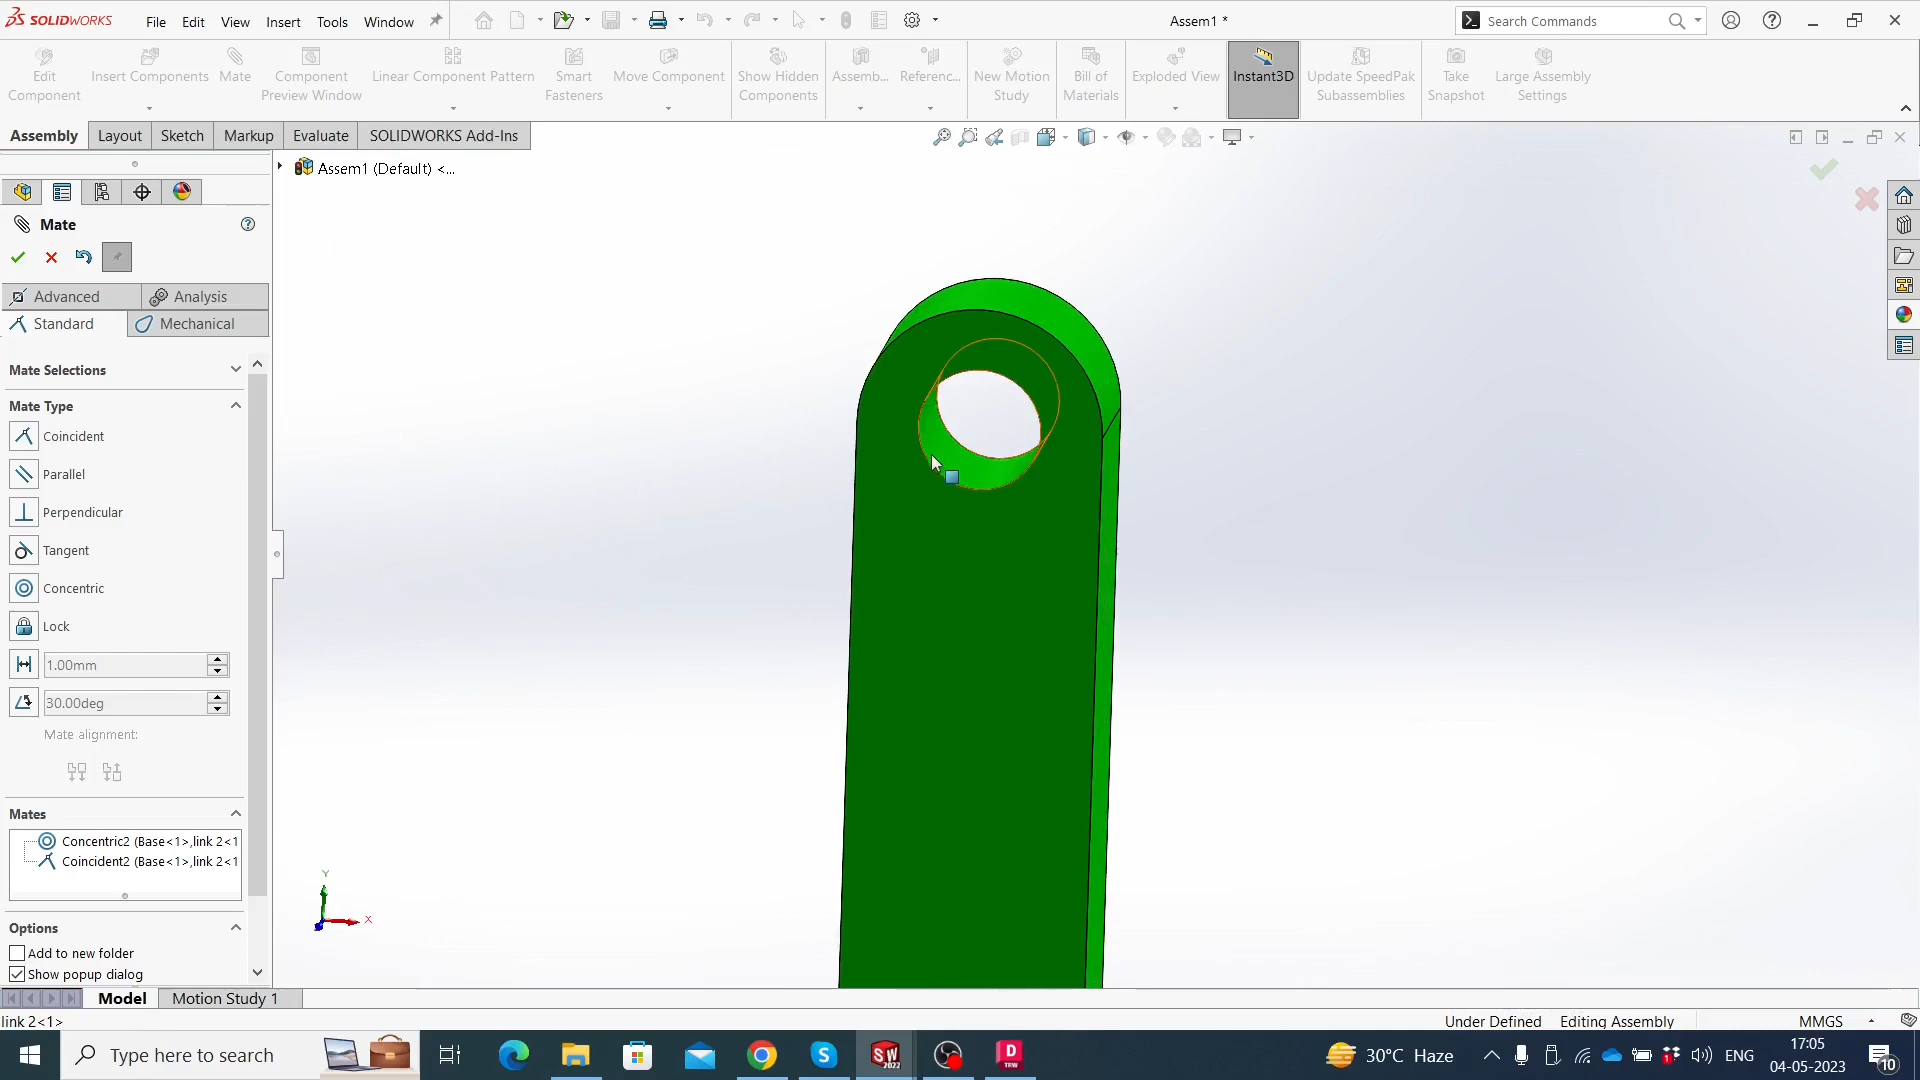 SOLIDWORKS File Edit View Insert Tools Window Assem1 * Search Commands
Edit Component
Insert Components
Mate
Component Preview Window
Linear Component Pattern
Smart Fasteners
Move Component
Show Hidden Components
Assemb...
Referenc...
New Motion Study
Bill of Materials
Exploded View
Instant3D
Update SpeedPak Subassemblies
Take Snapshot
Large Assembly Settings
Assembly Layout Sketch Markup Evaluate SOLIDWORKS Add-Ins
Assem1 (Default) <...
Mate
Advanced Analysis
Standard Mechanical
Mate Selections
Mate Type
Coincident
Parallel
Perpendicular
Tangent
Concentric
Lock
1.00mm
30.00deg
Mate alignment:
Mates
Concentric2 (Base<1>,link 2<1
Coincident2 (Base<1>,link 2<1
Options
Add to new folder
Show popup dialog
Y
X
Model Motion Study 1
link 2<1> Under Defined Editing Assembly MMGS
Type here to search
SW
2022
D
TRW
30°C Haze
ENG
17:05
04-05-2023
10